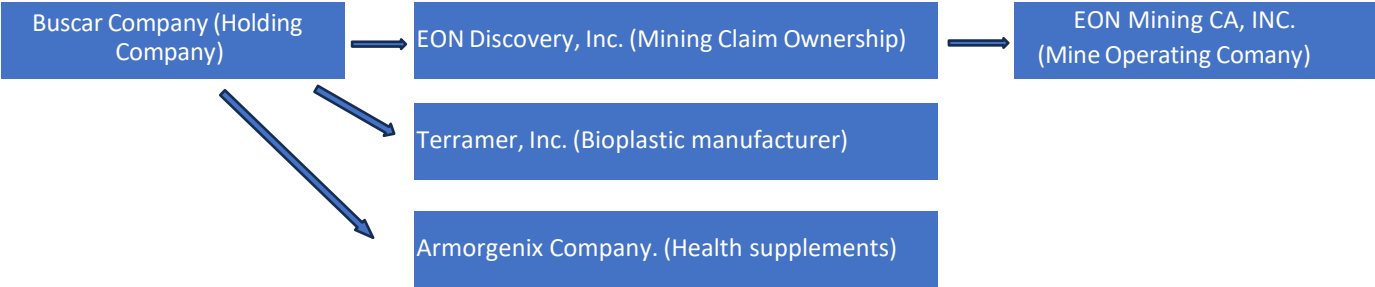 Buscar Company (Holding
Company)
EON Discovery, Inc. (Mining Claim Ownership)
EON Mining CA, INC.
(Mine Operating Comany)
Terramer, Inc. (Bioplastic manufacturer)
Armorgenix Company. (Health supplements)